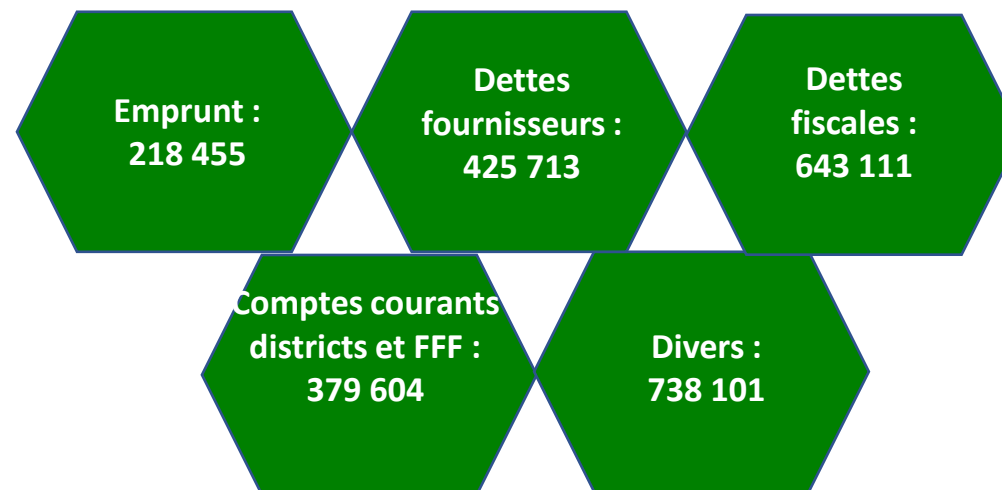 Emprunt :
218 455
Dettes
fournisseurs :
425 713
Dettes
fiscales :
643 111
Comptes courants
districts et FFF :
379 604
Divers :
738 101